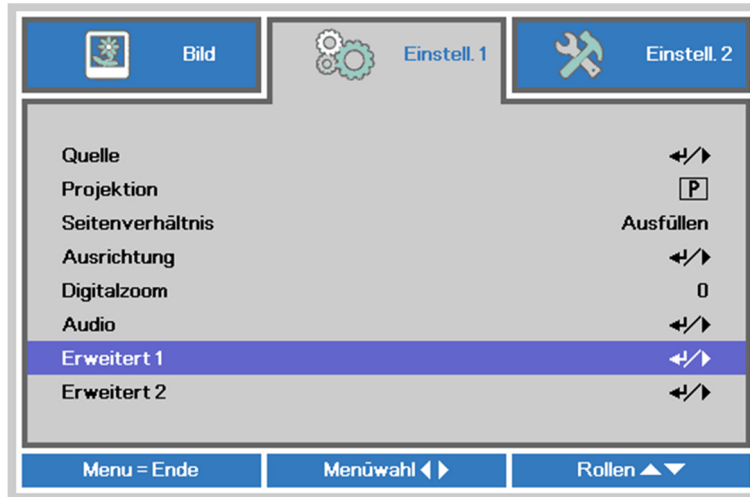 Bild
Einstell. 1
Einstell. 2
Quelle
Projektion P
Seitenverhältnis Ausfüllen
Ausrichtung
Digitalzoom 0
Audio
Erweitert 1
Erweitert 2
Menu = Ende
Menüwahl
Rollen